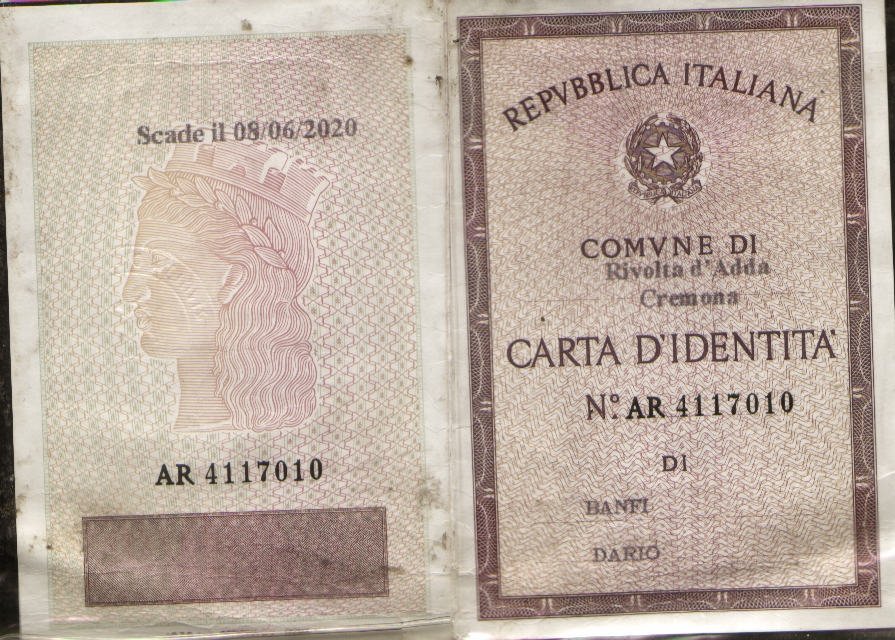 Scade il 08/06/2020
AR 4117010
REPVBBLICA ITALIANA
COMVNE DI
Rivolta d'Adda
Cremona
CARTA D'IDENTITA'
N° AR 4117010
DI
BANFI
DARIO